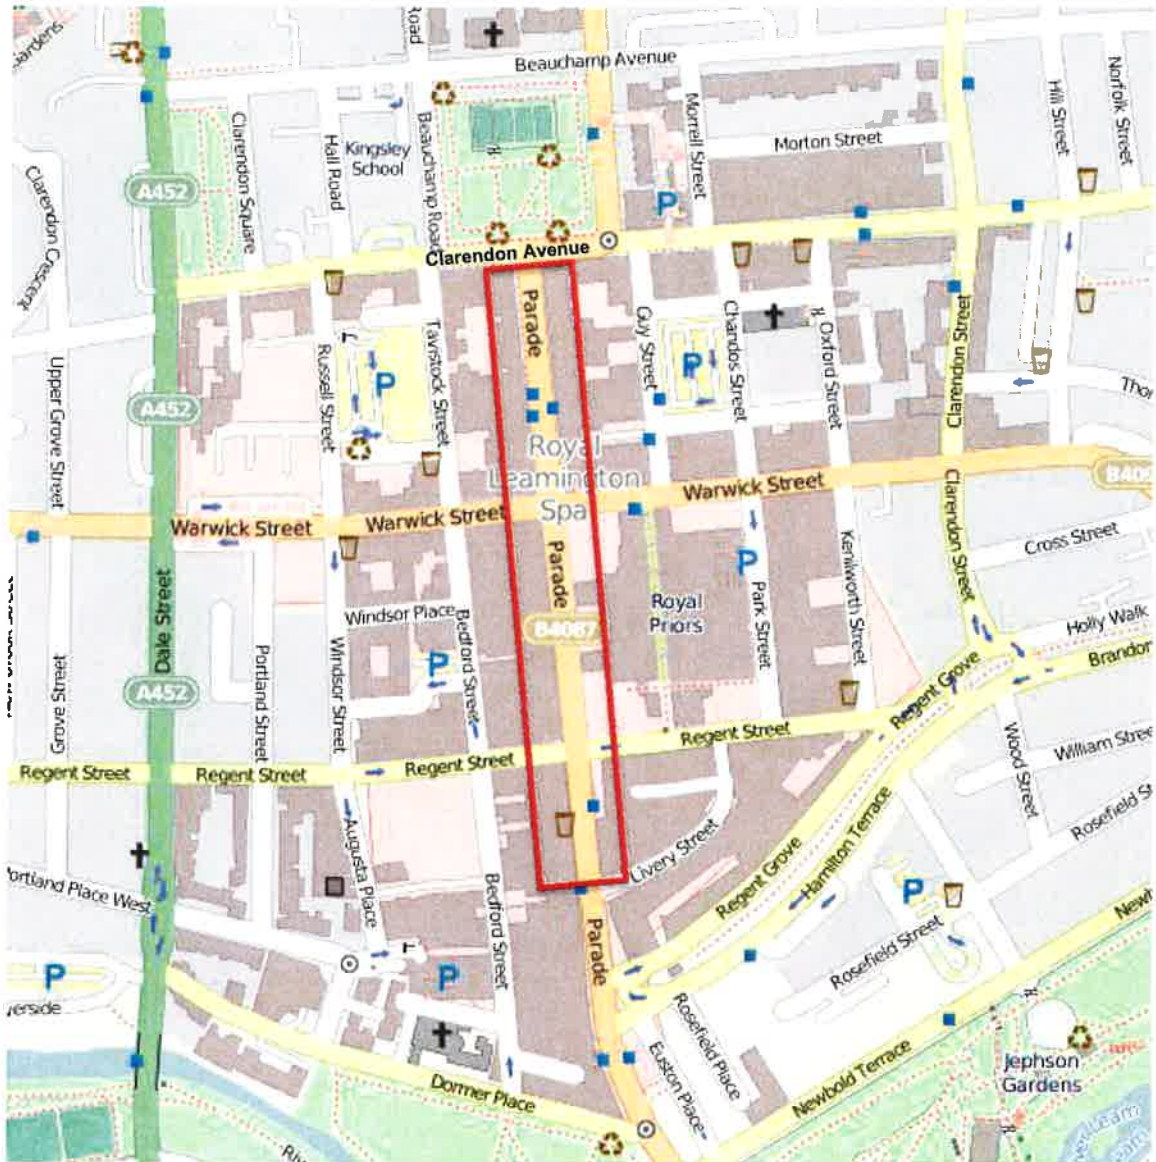 Beauchamp Avenue
Norfolk Street
Hill Street
Morrell Street
Morton Street
Clarendon Square
Hall Road
Kingsley
School
Beauchamp Road
Road
A452
Clarendon Crescent
P
Clarendon Avenue
Parade
Guy Street
Chandos Street
Oxford Street
Clarendon Street
Tavistock Street
Russell Street
P
P
Upper Grove Street
A452
Royal
Leamington
Spa
Warwick Street
Warwick Street
Warwick Street
Clarendon Street
Cross Street
Parade
P
Kenilworth Street
Dale Street
Windsor Place
Royal
Priors
Park Street
Holly Walk
B4087
Bedford Street
P
Portland Street
Windsor Street
Grove Street
A452
Regent Grove
Regent Street
Wood Street
Regent Street
Regent Street
Regent Street
Augusta Place
Livery Street
Hamilton Terrace
Regent Grove
Portland Place West
Bedford Street
P
Parade
Rosefield Street
P
P
Rosefield Place
Euston Place
Jephson
Gardens
Newbold Terrace
Dormer Place